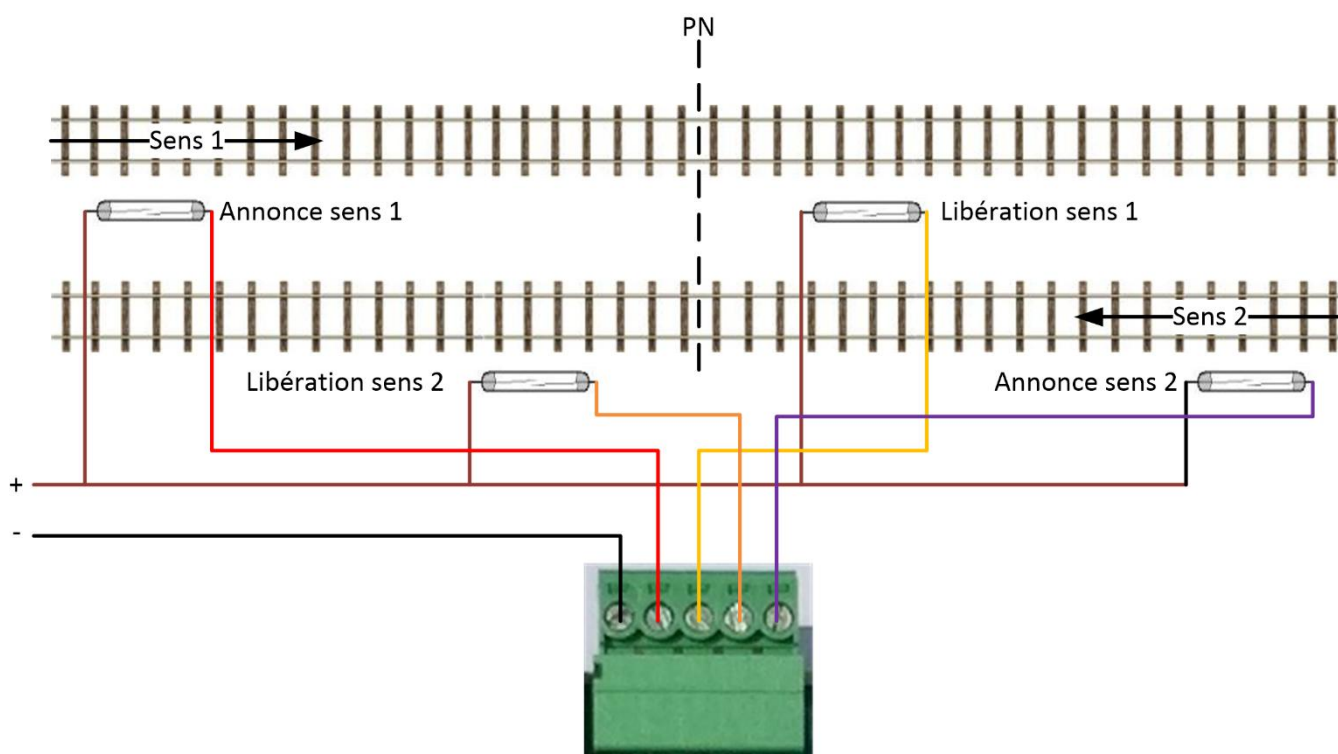 PN
Sens 1
Annonce sens 1
Libération sens 1
Sens 2
Libération sens 2
Annonce sens 2
+
-